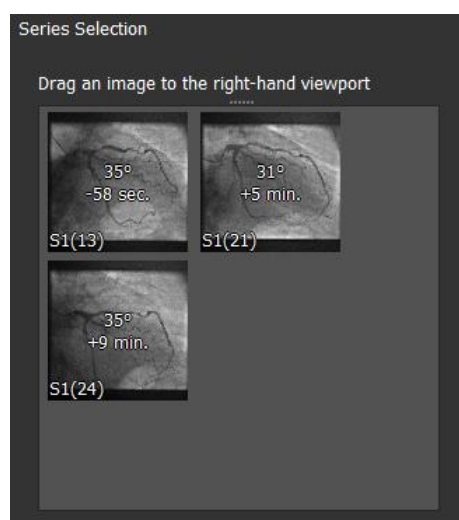 Series Selection
Drag an image to the right-hand viewport
35°
-58 sec.
S1(13)
31°
+5 min.
S1(21)
35°
+9 min.
S1(24)